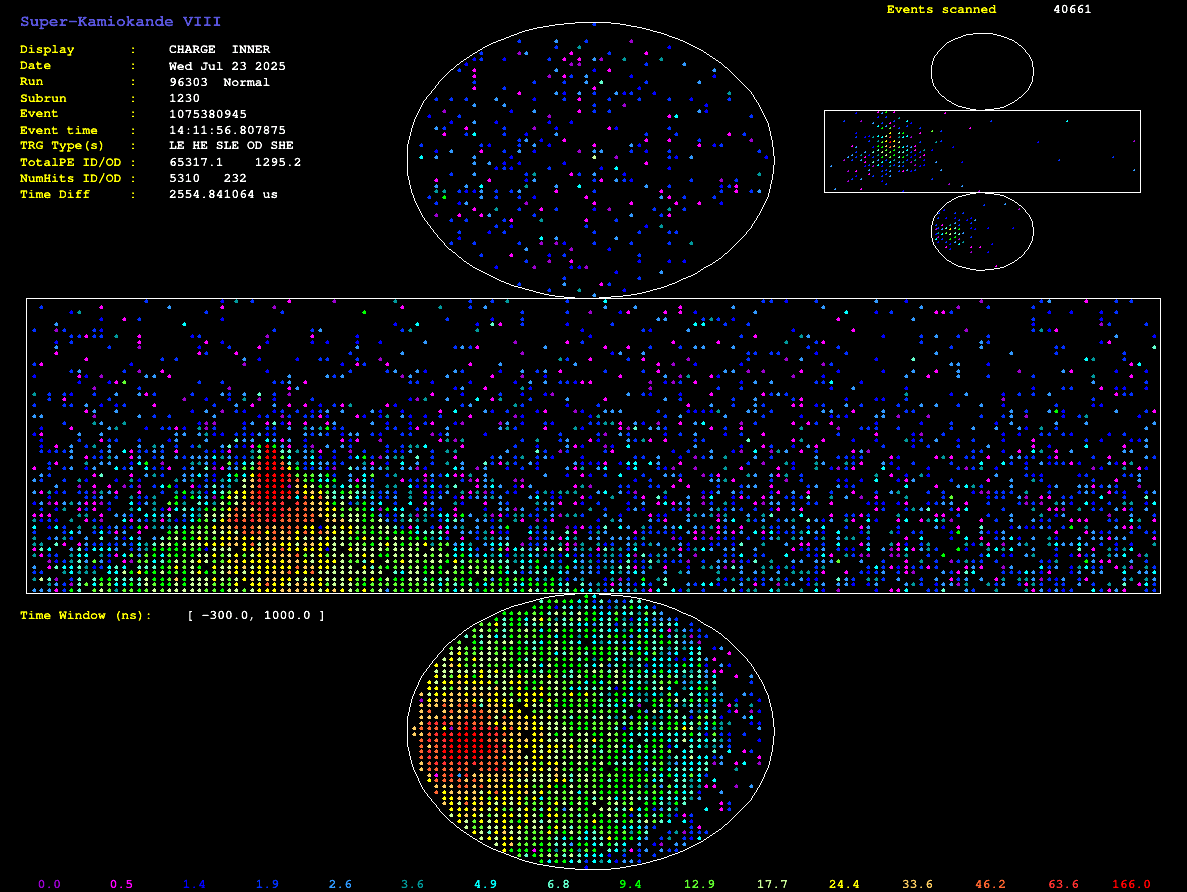 Super-Kamiokande VIII
Events scanned 40661
Display : CHARGE INNER
Date : Wed Jul 23 2025
Run : 96303 Normal
Subrun : 1230
Event : 1075380945
Event time : 14:11:56.807875
TRG Type(s) : LE HE SLE OD SHE
TotalPE ID/OD : 65317.1 1295.2
NumHits ID/OD : 5310 232
Time Diff : 2554.841064 us
Time Window (ns): [ -300.0, 1000.0 ]
0.0 0.5 1.4 1.9 2.6 3.6 4.9 6.8 9.4 12.9 17.7 24.4 33.6 46.2 63.6 166.0